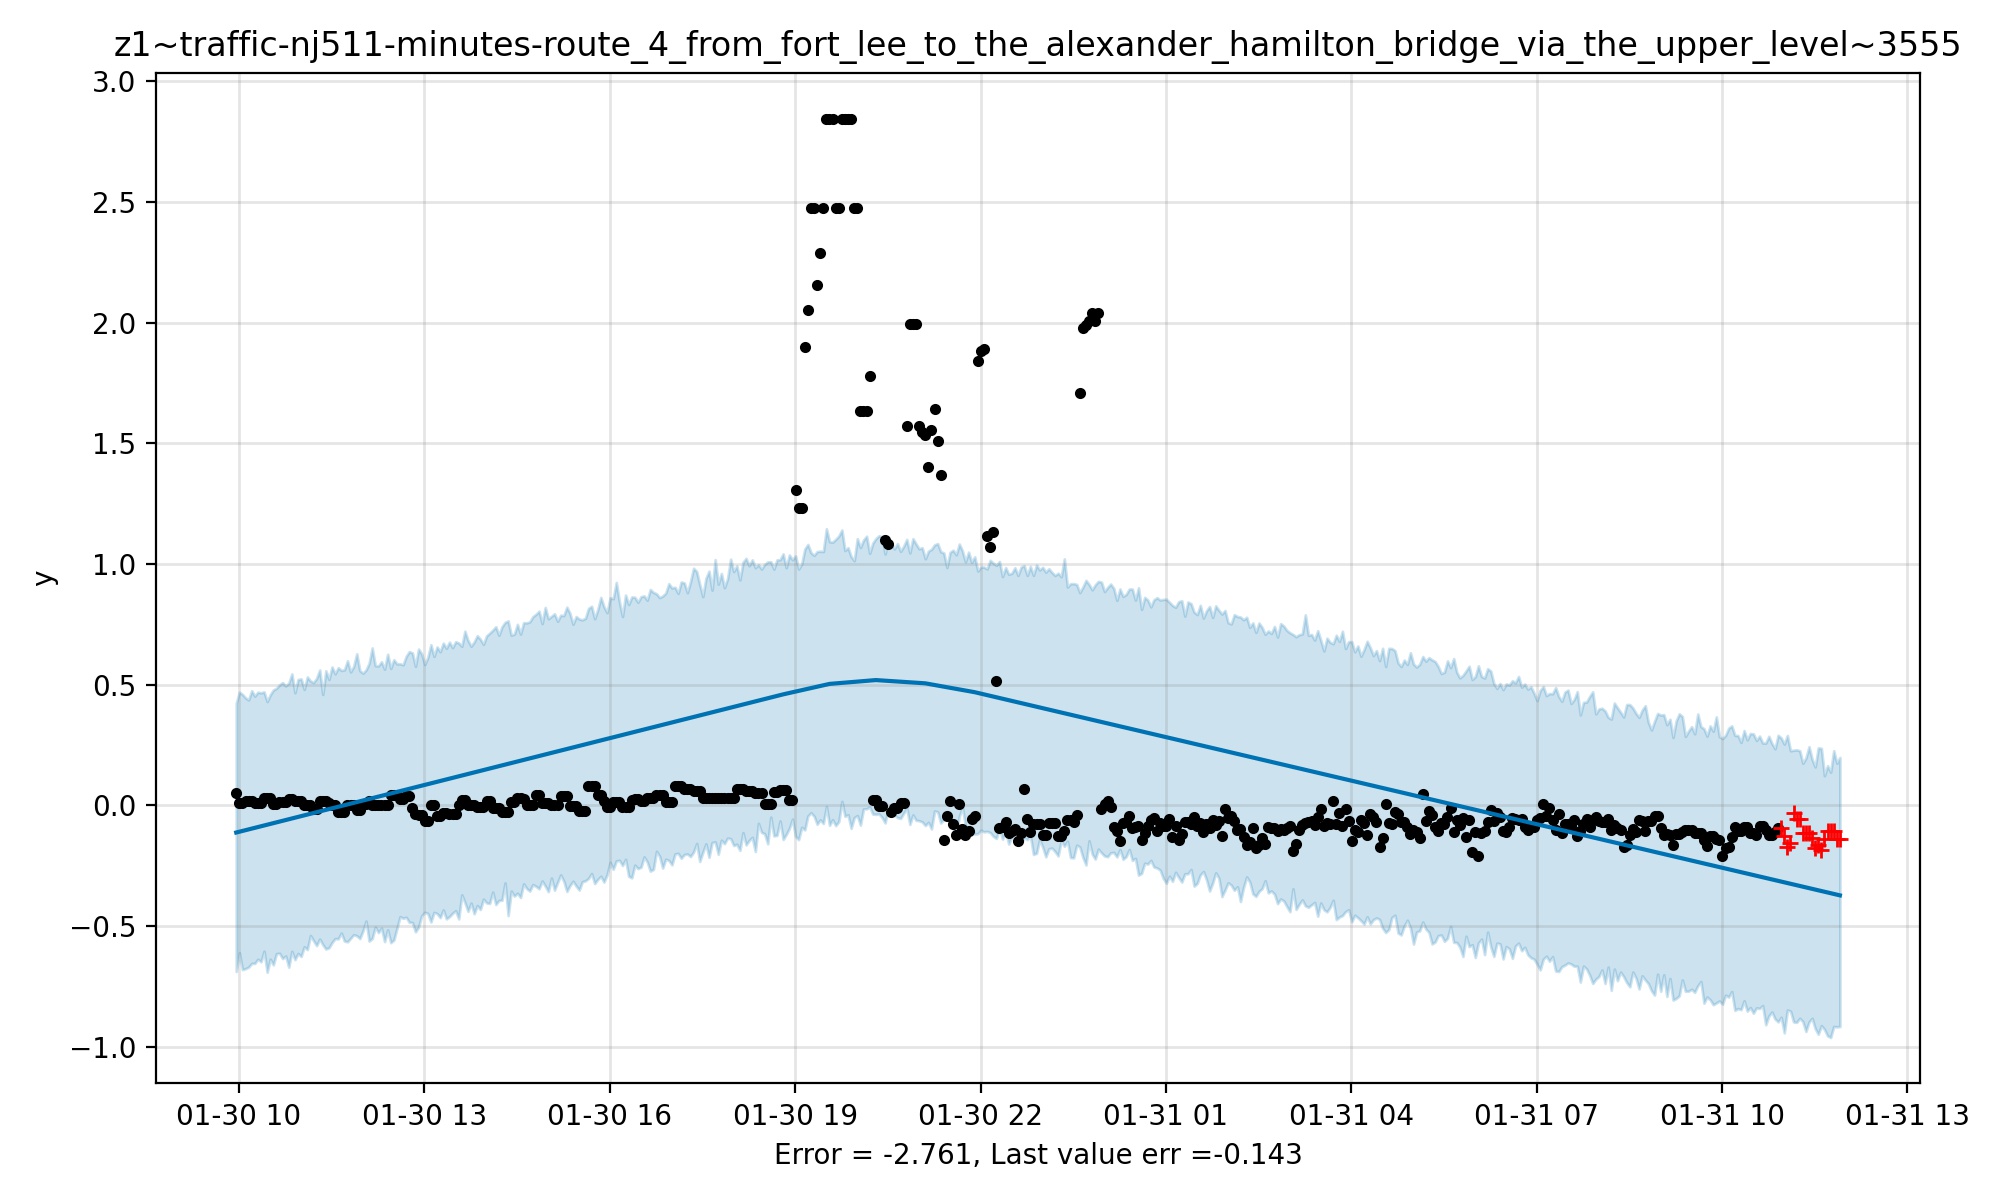 z1~traffic-nj511-minutes-route_4_from_fort_lee_to_the_alexander_hamilton_bridge_via_the_upper_level~3555
3.0
2.5
2.0
1.5
1.0
0.5
0.0
−0.5
−1.0
y
01-30 10 01-30 13 01-30 16 01-30 19 01-30 22 01-31 01 01-31 04 01-31 07 01-31 10 01-31 13
Error = -2.761, Last value err =-0.143